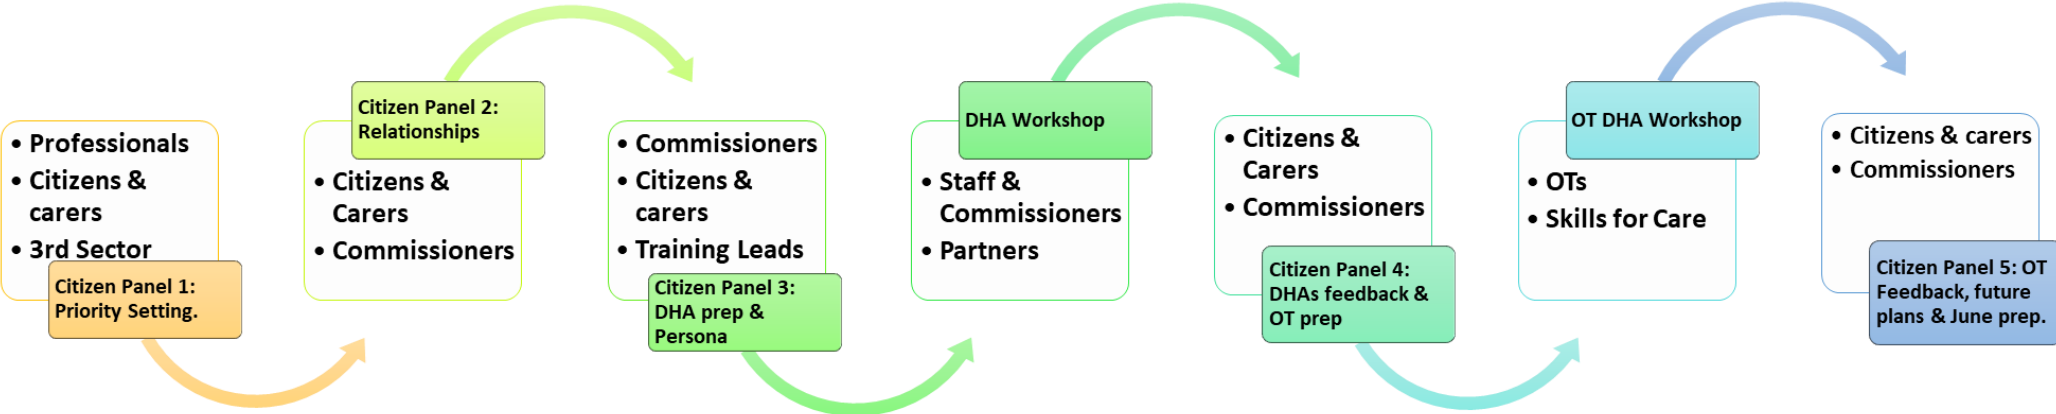 • Professionals
• Citizens &
carers
• 3rd Sector
Citizen Panel 1:
Priority Setting.
Citizen Panel 2:
Relationships
• Citizens &
Carers
• Commissioners
• Commissioners
• Citizens &
carers
• Training Leads
Citizen Panel 3:
DHA prep &
Persona
DHA Workshop
• Staff &
Commissioners
• Partners
• Citizens &
Carers
• Commissioners
Citizen Panel 4:
DHAs feedback &
OT prep
OT DHA Workshop
• OTs
• Skills for Care
• Citizens & carers
• Commissioners
Citizen Panel 5: OT
Feedback, future
plans & June prep.